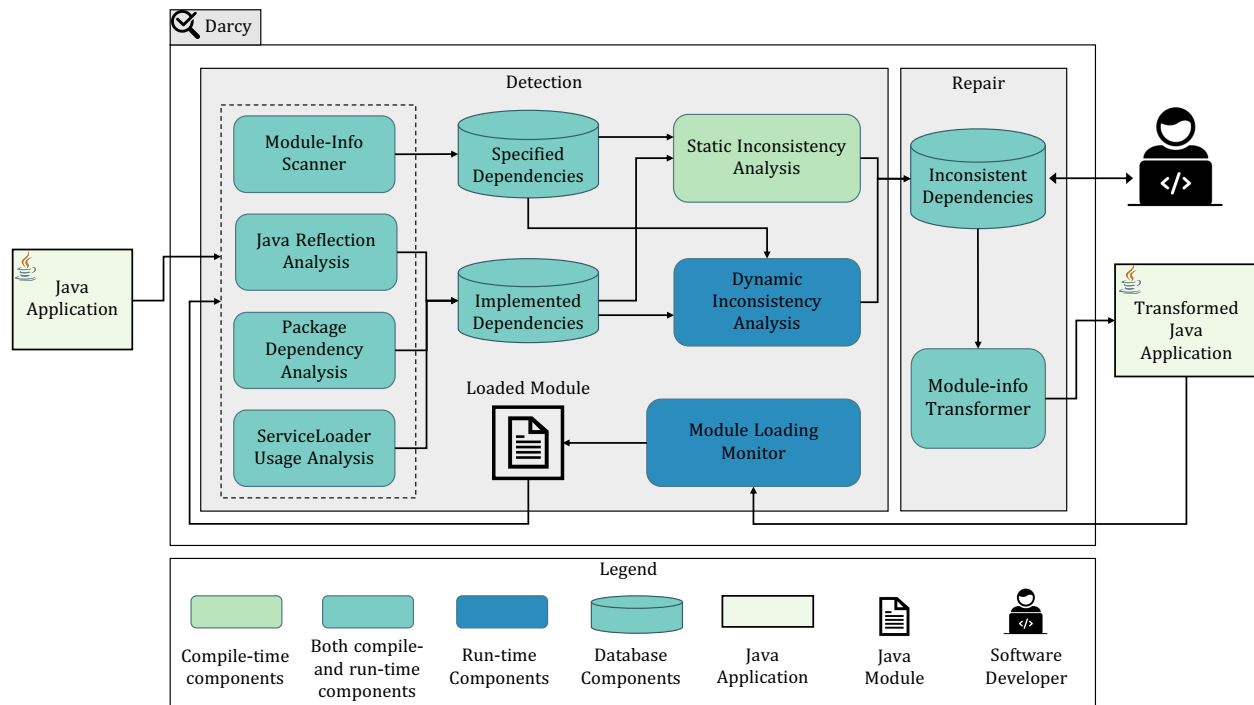 Darcy
Detection
Repair
Module-Info
Scanner
Specified
Dependencies
Static Inconsistency
Analysis
Inconsistent
Dependencies
</>
Java Reflection
Analysis
Java
Application
Implemented
Dependencies
Dynamic
Inconsistency
Analysis
Transformed
Java
Application
Package
Dependency
Analysis
Loaded Module
Module-info
Transformer
ServiceLoader
Usage Analysis
Module Loading
Monitor
Legend
</>
Compile-time
components
Both compile-
and run-time
components
Run-time
Components
Database
Components
Java
Application
Java
Module
Software
Developer